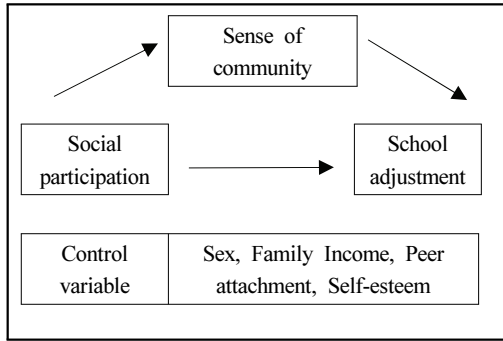 Sense of
community
Social
participation
School
adjustment
Control
variable
Sex, Family Income, Peer
attachment, Self-esteem